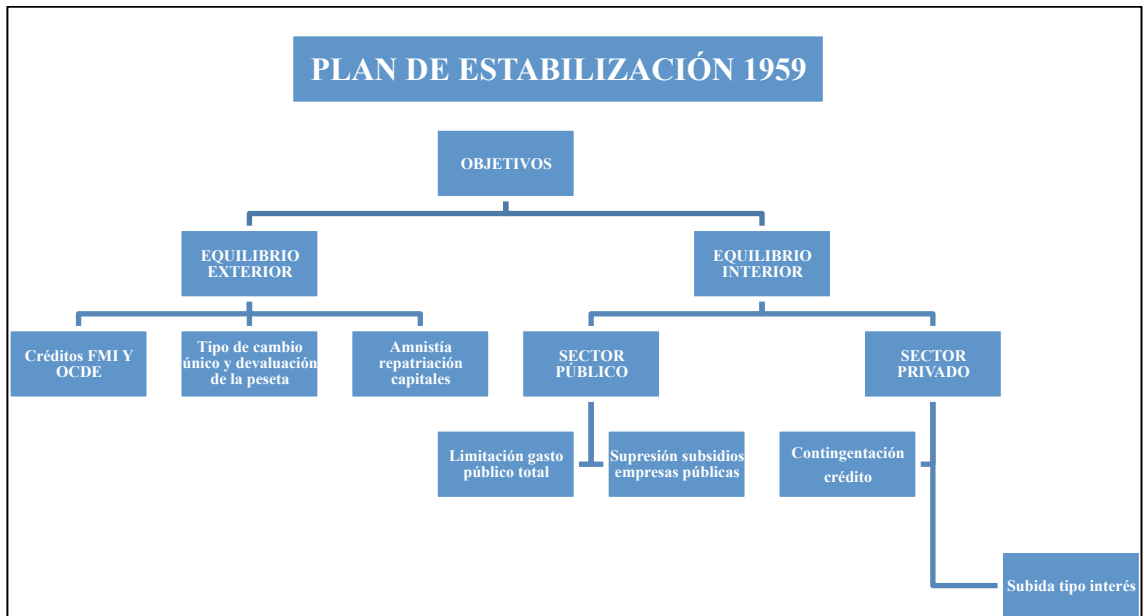 PLAN DE ESTABILIZACIÓN 1959
OBJETIVOS
EQUILIBRIO
EXTERIOR
EQUILIBRIO
INTERIOR
Créditos FMI Y
OCDE
Tipo de cambio
único y devaluación
de la peseta
Amnistía
repatriación
capitales
SECTOR
PÚBLICO
SECTOR
PRIVADO
Limitación gasto
público total
Supresión subsidios
empresas públicas
Contingentación
crédito
Subida tipo interés